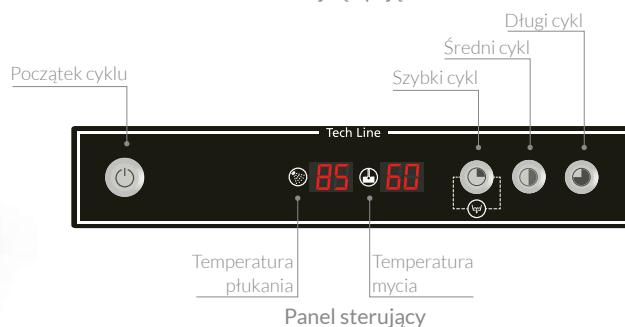 Długi cykl
Średni cykl
Szybki cykl
Początek cyklu
Tech Line
85 60
Temperatura
płukania
Temperatura
mycia
Panel sterujący